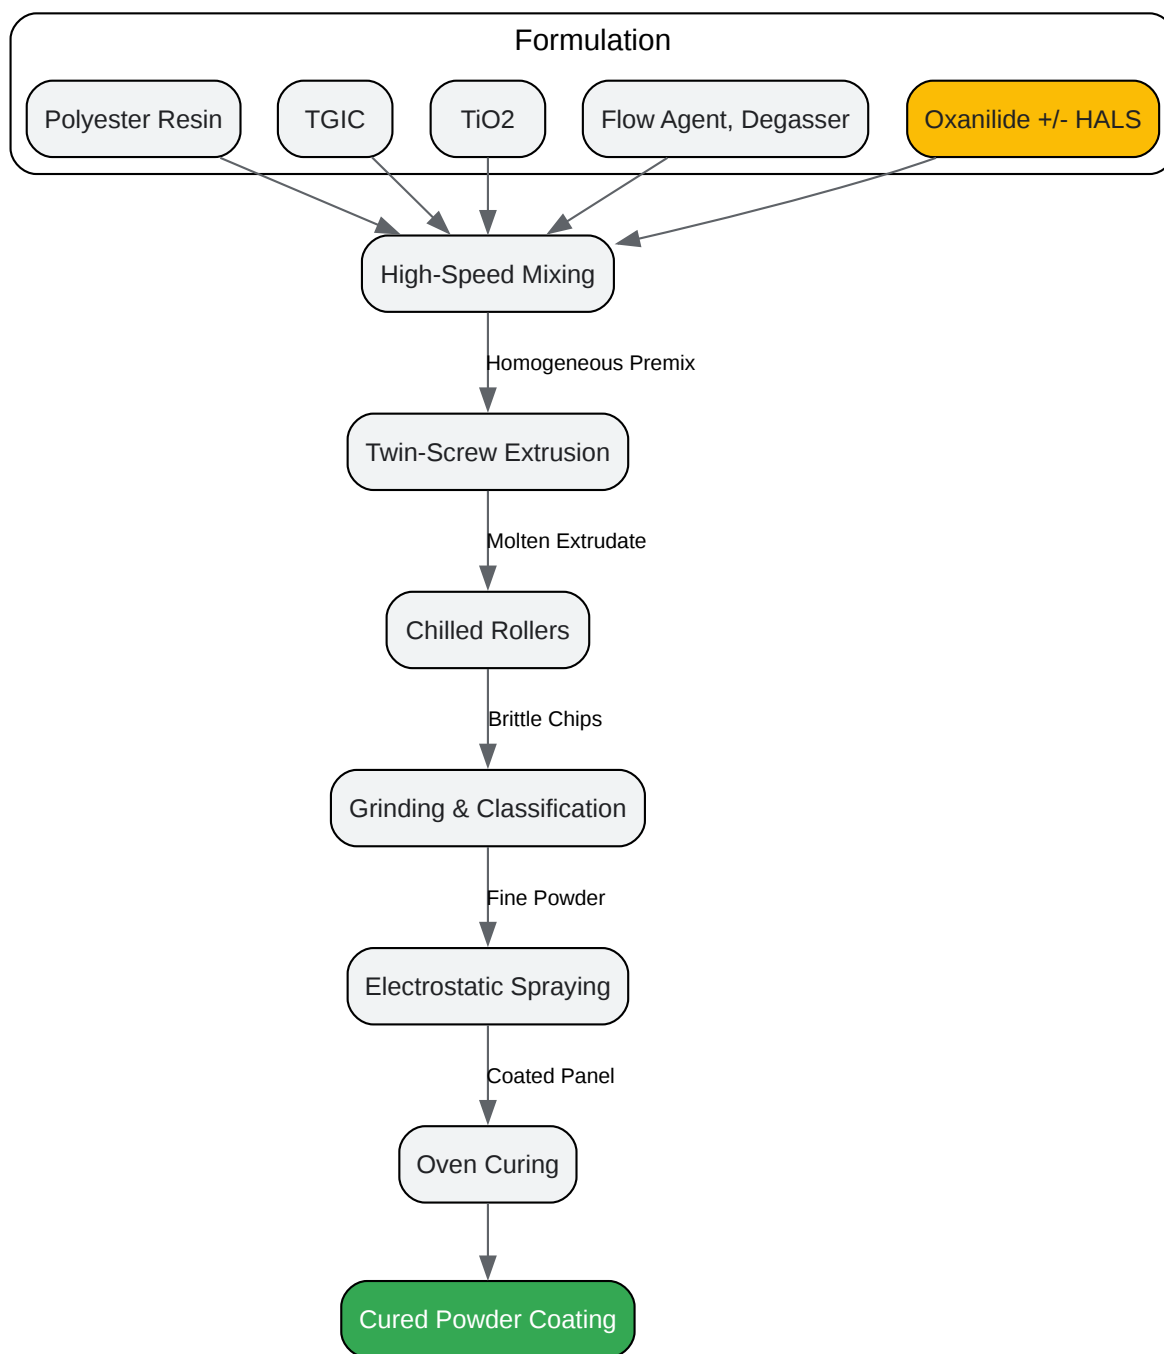 Formulation
Polyester Resin
TGIC
TiO2
Flow Agent, Degasser
Oxanilide +/- HALS
High-Speed Mixing
Homogeneous Premix
Twin-Screw Extrusion
Molten Extrudate
Chilled Rollers
Brittle Chips
Grinding & Classification
Fine Powder
Electrostatic Spraying
Coated Panel
Oven Curing
Cured Powder Coating